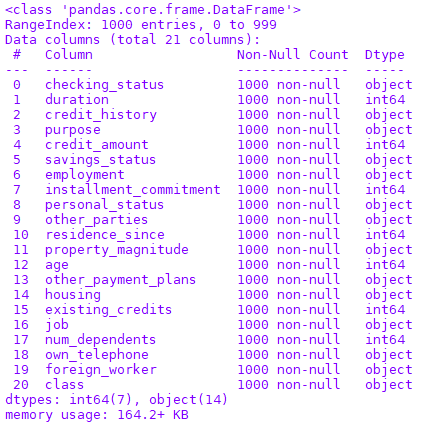 <class 'pandas.core.frame.DataFrame'>
RangeIndex: 1000 entries, 0 to 999
Data columns (total 21 columns):
 #   Column                  Non-Null Count  Dtype
---  ------                  --------------  -----
 0   checking_status         1000 non-null   object
 1   duration                1000 non-null   int64
 2   credit_history          1000 non-null   object
 3   purpose                 1000 non-null   object
 4   credit_amount           1000 non-null   int64
 5   savings_status          1000 non-null   object
 6   employment              1000 non-null   object
 7   installment_commitment  1000 non-null   int64
 8   personal_status         1000 non-null   object
 9   other_parties           1000 non-null   object
 10  residence_since         1000 non-null   int64
 11  property_magnitude      1000 non-null   object
 12  age                     1000 non-null   int64
 13  other_payment_plans     1000 non-null   object
 14  housing                 1000 non-null   object
 15  existing_credits        1000 non-null   int64
 16  job                     1000 non-null   object
 17  num_dependents          1000 non-null   int64
 18  own_telephone           1000 non-null   object
 19  foreign_worker          1000 non-null   object
 20  class                   1000 non-null   object
dtypes: int64(7), object(14)
memory usage: 164.2+ KB